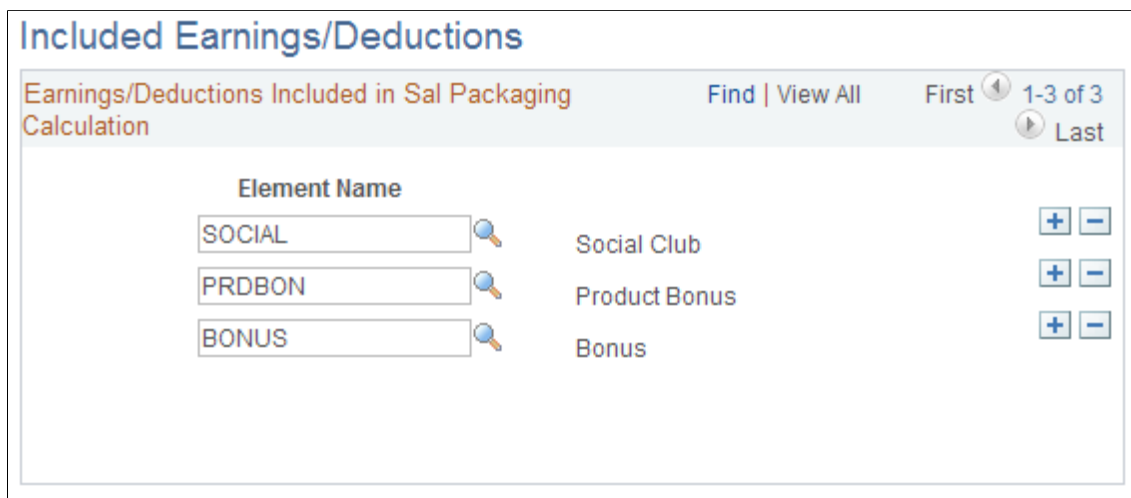 Included Earnings/Deductions
Earnings/Deductions Included in Sal Packaging Find | View All First 1-3 of 3
Calculation Last
Element Name
SOCIAL Social Club
PRDBON Product Bonus
BONUS Bonus